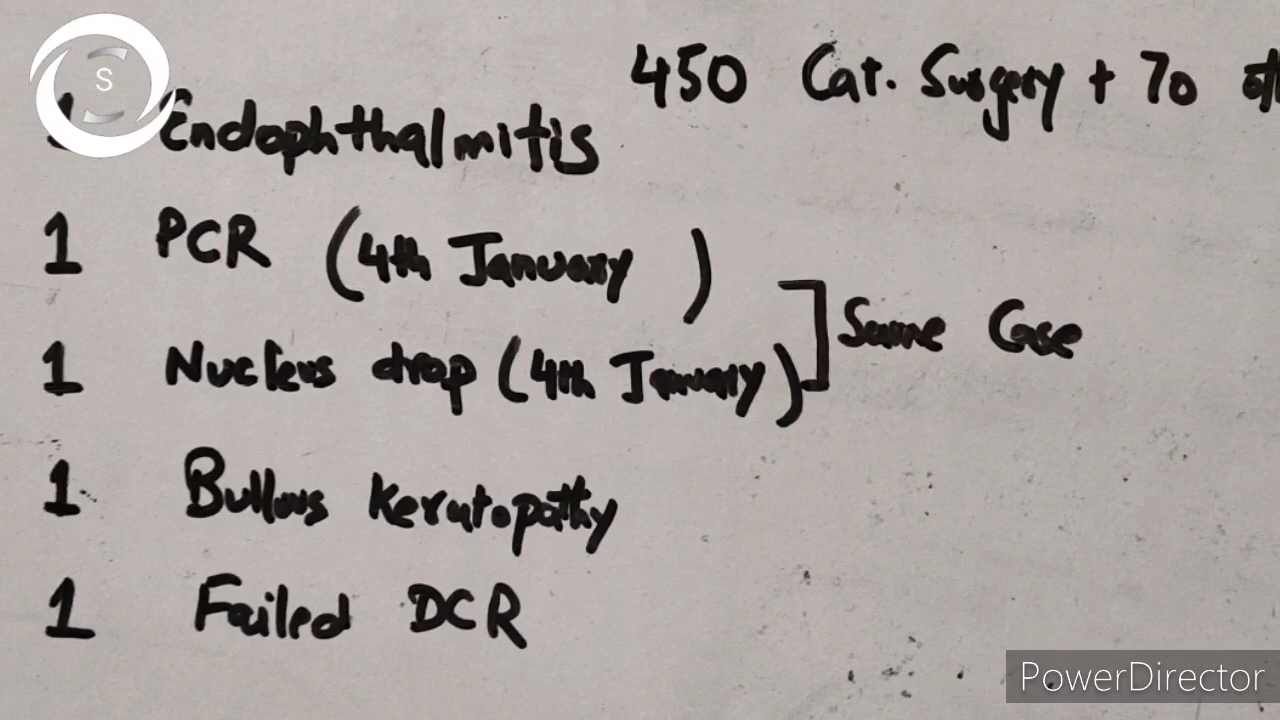 450 Cat. Surgery + 70
S
1 Endophthalmitis
1 PCR (4th January)
1 Nucleus drop (4th January)
Same Case
1 Bullous Keratopathy
1 Failed DCR
PowerDirector